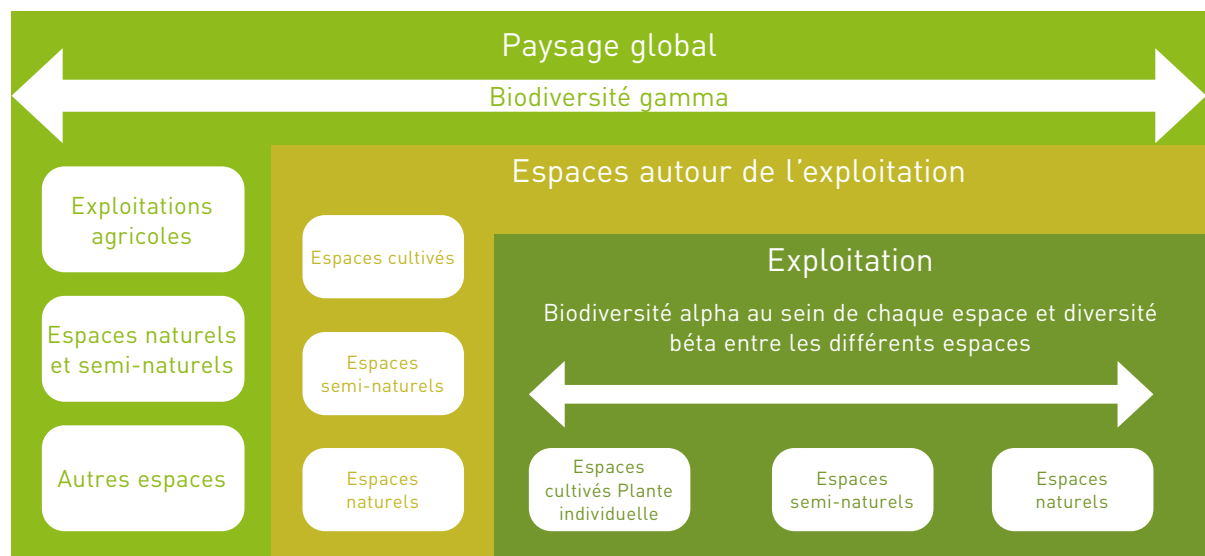 Paysage global
Biodiversité gamma
Exploitations
agricoles
Espaces naturels
et semi-naturels
Autres espaces
Espaces autour de l’exploitation
Espaces cultivés
Espaces
semi-naturels
Espaces
naturels
Exploitation
Biodiversité alpha au sein de chaque espace et diversité
béta entre les différents espaces
Espaces
cultivés Plante
individuelle
Espaces
semi-naturels
Espaces
naturels